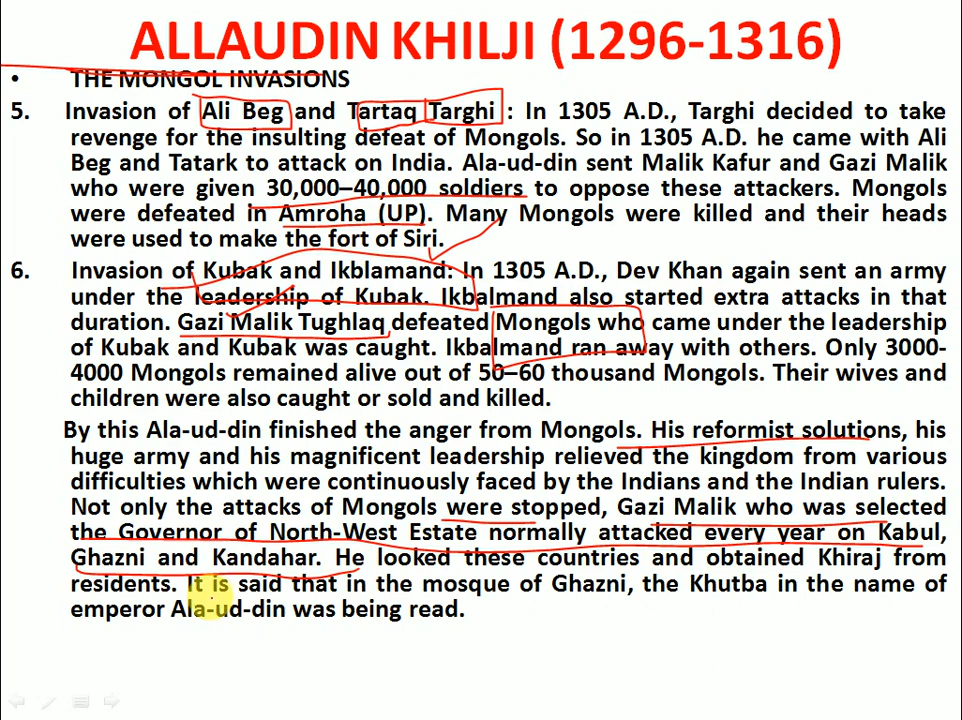 ALLAUDIN KHILJI (1296-1316)
• THE MONGOL INVASIONS
5. Invasion of Ali Beg and Tartaq Targhi : In 1305 A.D., Targhi decided to take
revenge for the insulting defeat of Mongols. So in 1305 A.D. he came with Ali
Beg and Tatark to attack on India. Ala-ud-din sent Malik Kafur and Gazi Malik
who were given 30,000–40,000 soldiers to oppose these attackers. Mongols
were defeated in Amroha (UP). Many Mongols were killed and their heads
were used to make the fort of Siri.
6. Invasion of Kubak and Ikblamand: In 1305 A.D., Dev Khan again sent an army
under the leadership of Kubak. Ikbalmand also started extra attacks in that
duration. Gazi Malik Tughlaq defeated Mongols who came under the leadership
of Kubak and Kubak was caught. Ikbalmand ran away with others. Only 3000-
4000 Mongols remained alive out of 50–60 thousand Mongols. Their wives and
children were also caught or sold and killed.
By this Ala-ud-din finished the anger from Mongols. His reformist solutions, his
huge army and his magnificent leadership relieved the kingdom from various
difficulties which were continuously faced by the Indians and the Indian rulers.
Not only the attacks of Mongols were stopped, Gazi Malik who was selected
the Governor of North-West Estate normally attacked every year on Kabul,
Ghazni and Kandahar. He looked these countries and obtained Khiraj from
residents. It is said that in the mosque of Ghazni, the Khutba in the name of
emperor Ala-ud-din was being read.